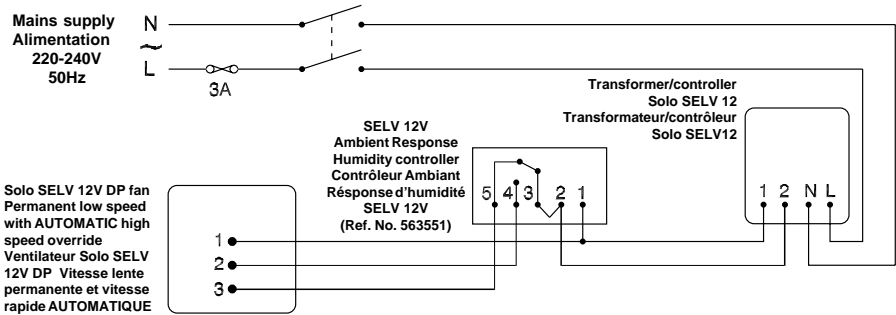 Mains supply
Alimentation
220-240V
50Hz
N
~
L
3A
Transformer/controller
Solo SELV 12
Transformateur/contrôleur
Solo SELV12
SELV 12V
Ambient Response
Humidity controller
Contrôleur Ambiant
Résponse d'humidité
SELV 12V
(Ref. No. 563551)
5 4 3 2 1
1 2 N L
Solo SELV 12V DP fan
Permanent low speed
with AUTOMATIC high
speed override
Ventilateur Solo SELV
12V DP Vitesse lente
permanente et vitesse
rapide AUTOMATIQUE
1
2
3